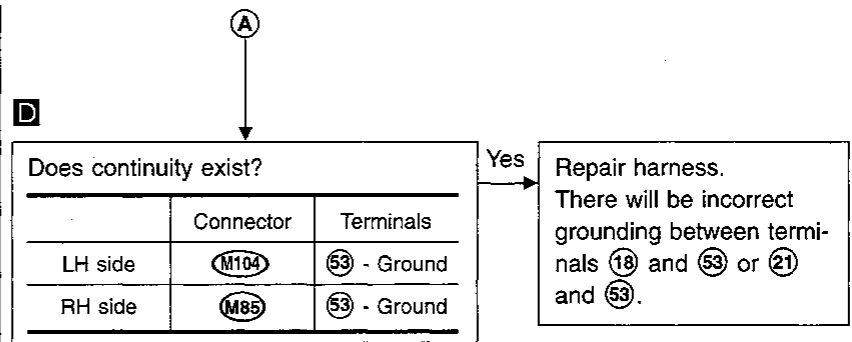 A
D
Does continuity exist?
Connector Terminals
LH side M104 53 - Ground
RH side M85 53 - Ground
Yes
Repair harness.
There will be incorrect
grounding between termi-
nals 18 and 53 or 21
and 53.